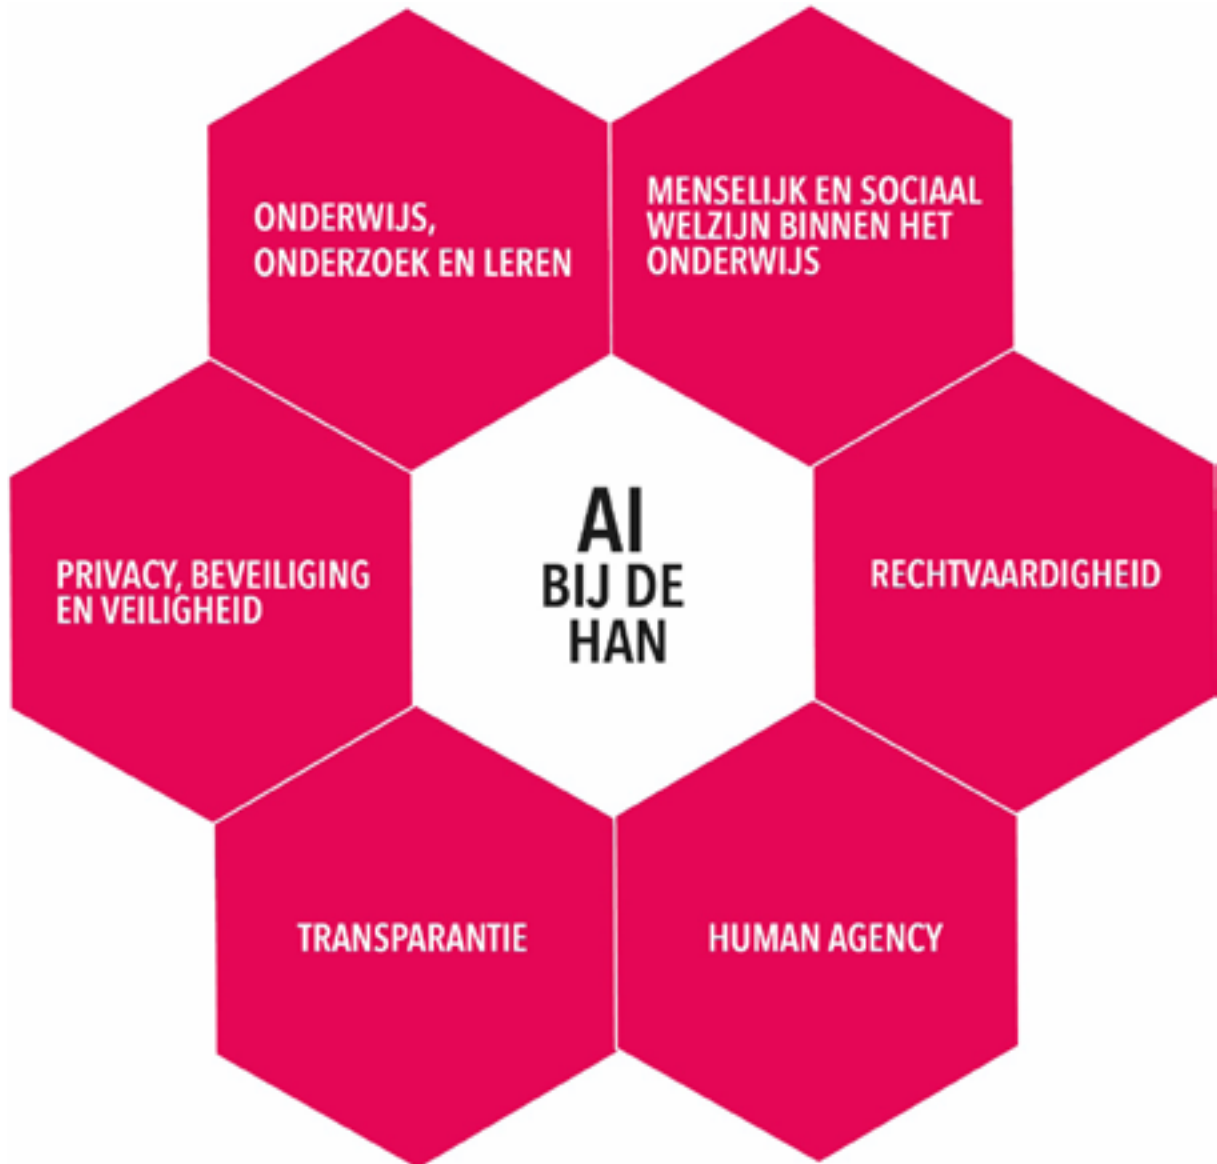 ONDERWIJS,
ONDERZOEK EN LEREN
MENSELIJK EN SOCIAAL
WELZIJN BINNEN HET
ONDERWIJS
PRIVACY, BEVEILIGING
EN VEILIGHEID
AI
BIJ DE
HAN
RECHTVAARDIGHEID
TRANSPARANTIE
HUMAN AGENCY